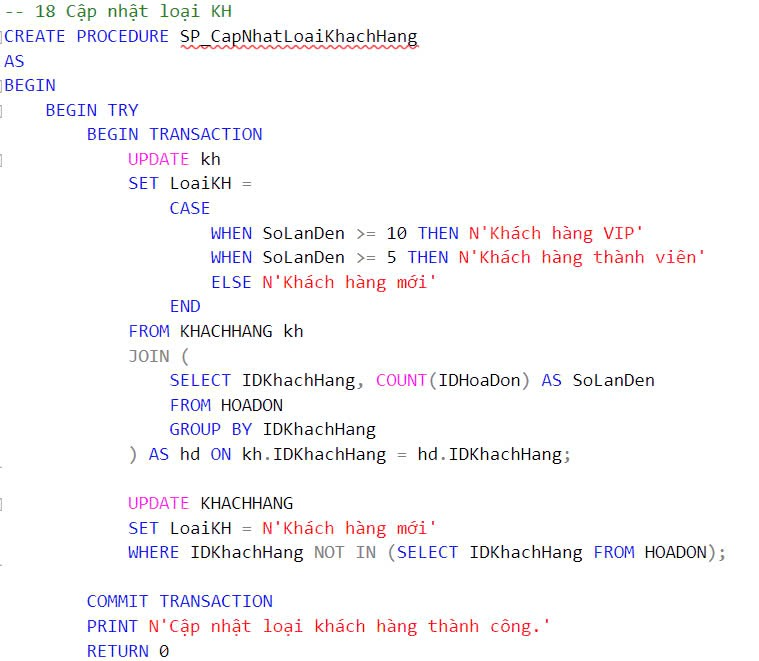 -- 18 Cập nhật loại KH
CREATE PROCEDURE SP_CapNhatLoaiKhachHang
AS
BEGIN
    BEGIN TRY
        BEGIN TRANSACTION
            UPDATE kh
            SET LoaiKH =
                CASE
                    WHEN SoLanDen >= 10 THEN N'Khách hàng VIP'
                    WHEN SoLanDen >= 5 THEN N'Khách hàng thành viên'
                    ELSE N'Khách hàng mới'
                END
            FROM KHACHHANG kh
            JOIN (
                SELECT IDKhachHang, COUNT(IDHoaDon) AS SoLanDen
                FROM HOADON
                GROUP BY IDKhachHang
            ) AS hd ON kh.IDKhachHang = hd.IDKhachHang;

            UPDATE KHACHHANG
            SET LoaiKH = N'Khách hàng mới'
            WHERE IDKhachHang NOT IN (SELECT IDKhachHang FROM HOADON);

        COMMIT TRANSACTION
        PRINT N'Cập nhật loại khách hàng thành công.'
        RETURN 0